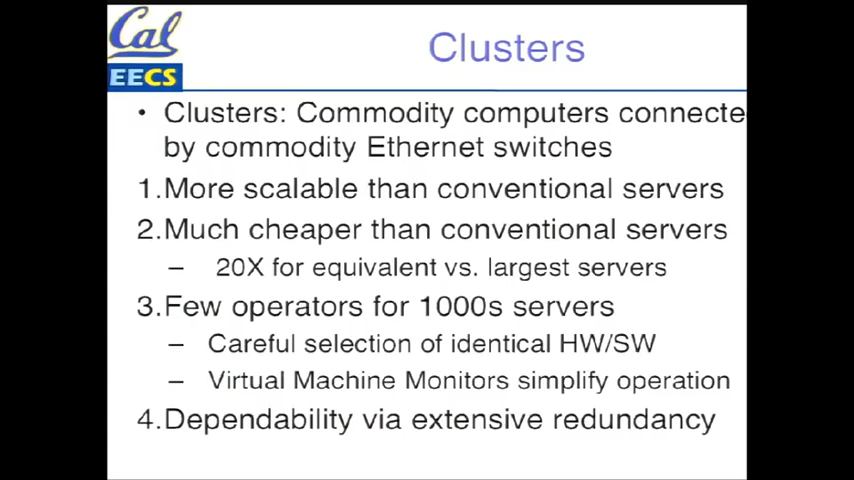 Cal
EECS
Clusters
• Clusters: Commodity computers connecte
by commodity Ethernet switches
1.More scalable than conventional servers
2.Much cheaper than conventional servers
– 20X for equivalent vs. largest servers
3.Few operators for 1000s servers
– Careful selection of identical HW/SW
– Virtual Machine Monitors simplify operation
4.Dependability via extensive redundancy